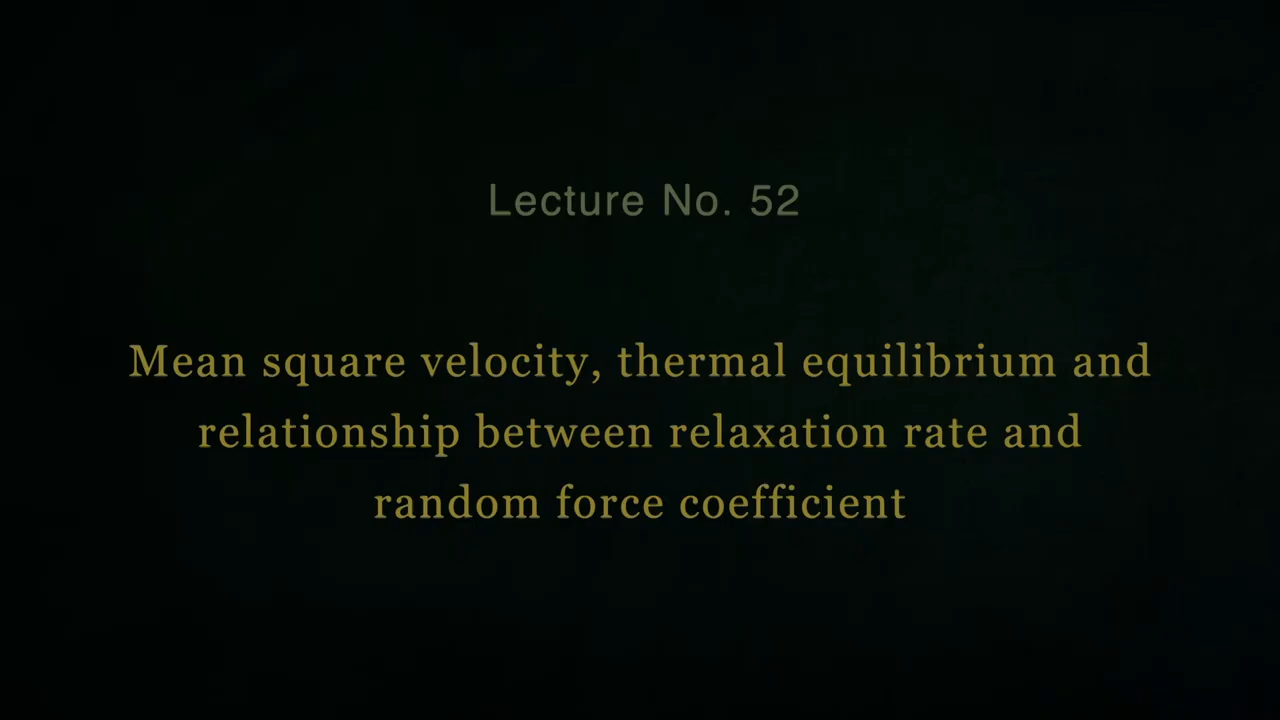 Lecture No. 52
Mean square velocity, thermal equilibrium and
relationship between relaxation rate and
random force coefficient